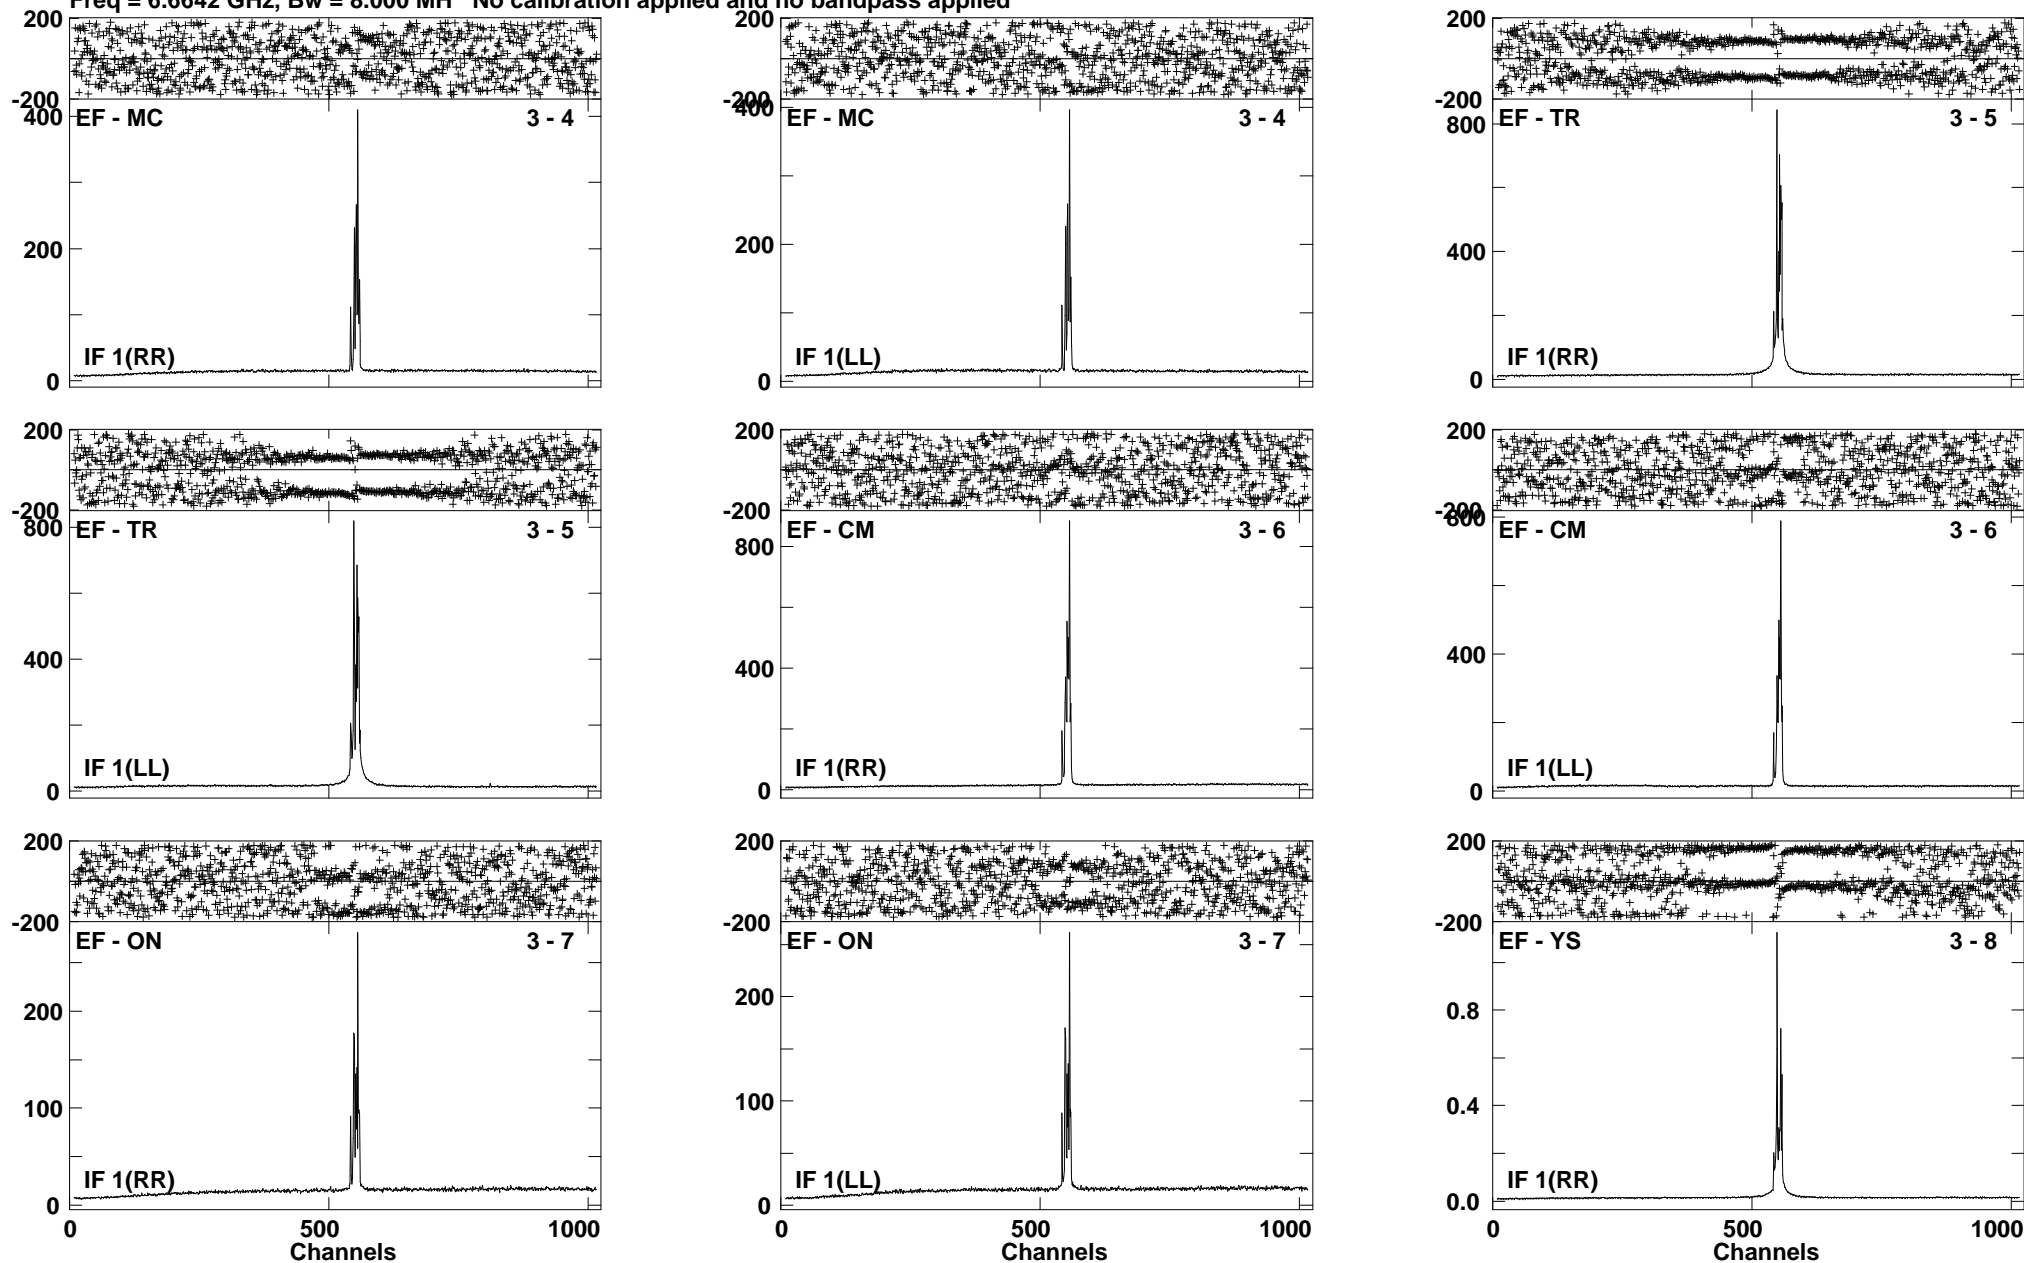 Freq = 6.6642 GHz, Bw = 8.000 MH No calibration applied and no bandpass applied
200
-200
400
200
0
EF - MC 3 - 4
IF 1(RR)
200
-200
400
200
0
EF - MC 3 - 4
IF 1(LL)
200
-200
800
400
0
EF - TR 3 - 5
IF 1(RR)
200
-200
800
400
0
EF - TR 3 - 5
IF 1(LL)
200
-200
800
400
0
EF - CM 3 - 6
IF 1(RR)
200
-200
800
400
0
EF - CM 3 - 6
IF 1(LL)
200
-200
200
100
0
EF - ON 3 - 7
IF 1(RR)
0 500 1000
Channels
200
-200
200
100
0
EF - ON 3 - 7
IF 1(LL)
0 500 1000
200
-200
0.8
0.4
0.0
EF - YS 3 - 8
IF 1(RR)
0 500 1000
Channels